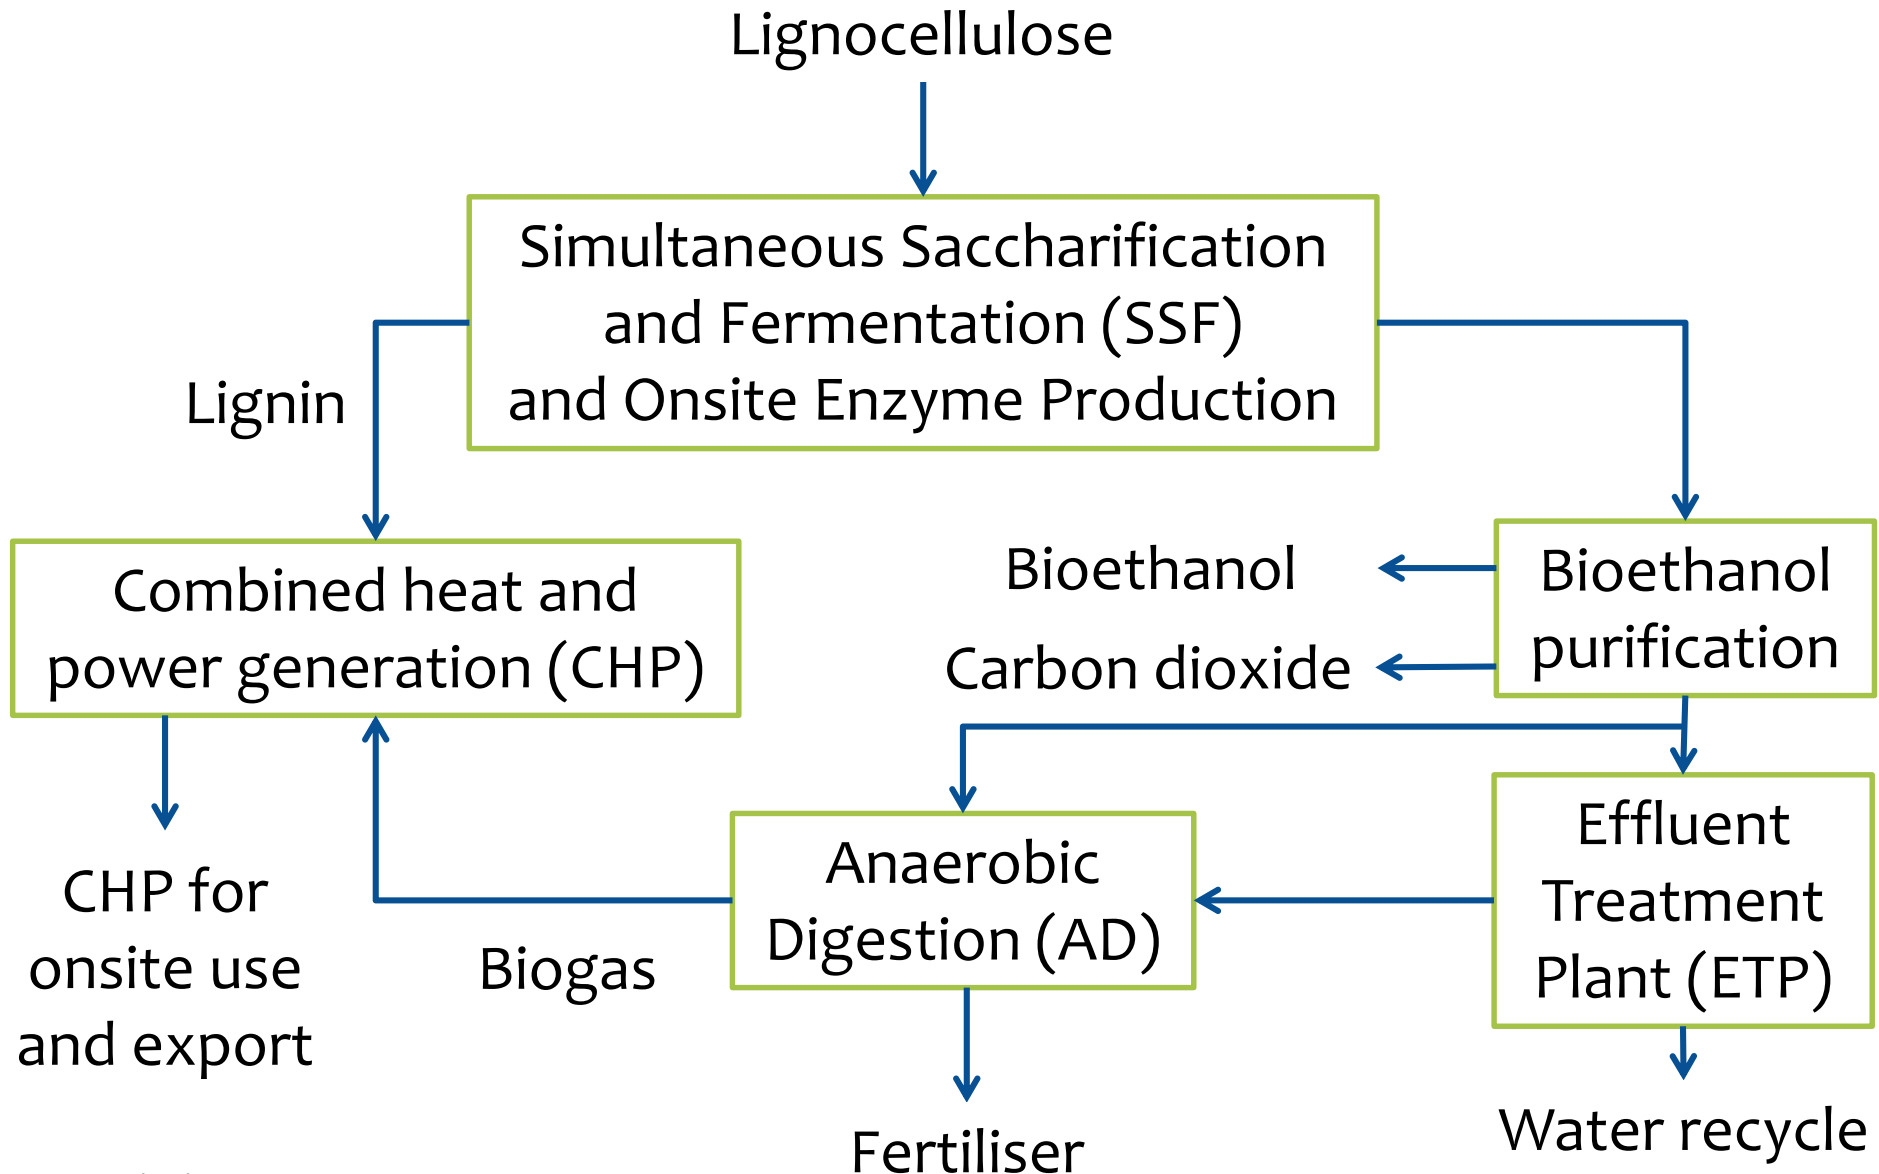 Lignocellulose
Simultaneous Saccharification
and Fermentation (SSF)
and Onsite Enzyme Production
Lignin
Combined heat and
power generation (CHP)
Bioethanol
Carbon dioxide
Bioethanol
purification
CHP for
onsite use
and export
Biogas
Anaerobic
Digestion (AD)
Effluent
Treatment
Plant (ETP)
Fertiliser
Water recycle